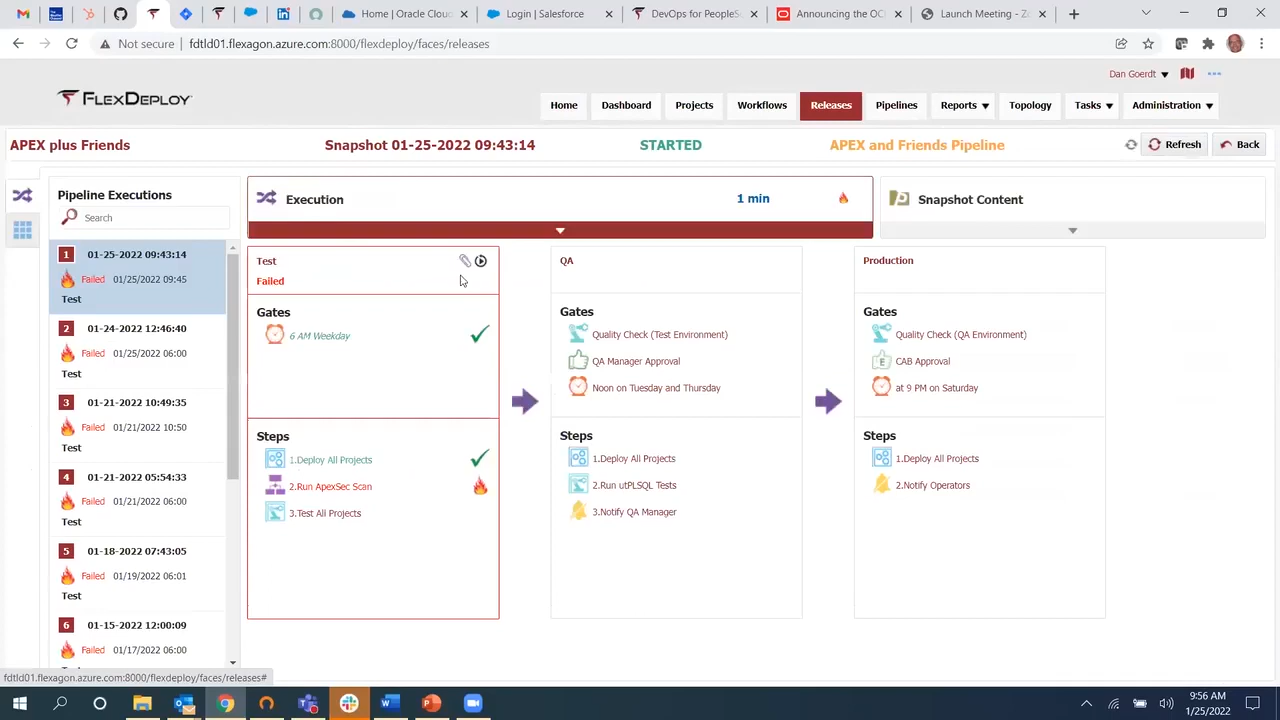 Home | Oracle Cloud
Login | Salesforce
DevOps for PeopleS
Announcing the OCI
Launch Meeting - Zo
Not secure
fdtld01.flexagon.azure.com:8000/flexdeploy/faces/releases
Dan Goerdt
FLEXDEPLOY
Home
Dashboard
Projects
Workflows
Releases
Pipelines
Reports
Topology
Tasks
Administration
APEX plus Friends
Snapshot 01-25-2022 09:43:14
STARTED
APEX and Friends Pipeline
Refresh
Back
Pipeline Executions
Search
1 01-25-2022 09:43:14
Failed 01/25/2022 09:45
Test
2 01-24-2022 12:46:40
Failed 01/25/2022 06:00
Test
3 01-21-2022 10:49:35
Failed 01/21/2022 10:50
Test
4 01-21-2022 05:54:33
Failed 01/21/2022 06:00
Test
5 01-18-2022 07:43:05
Failed 01/19/2022 06:01
Test
6 01-15-2022 12:00:09
Failed 01/17/2022 06:00
Execution
1 min
Snapshot Content
Test
Failed
Gates
6 AM Weekday
Steps
1.Deploy All Projects
2.Run ApexSec Scan
3.Test All Projects
QA
Gates
Quality Check (Test Environment)
QA Manager Approval
Noon on Tuesday and Thursday
Steps
1.Deploy All Projects
2.Run utPLSQL Tests
3.Notify QA Manager
Production
Gates
Quality Check (QA Environment)
CAB Approval
at 9 PM on Saturday
Steps
1.Deploy All Projects
2.Notify Operators
fdtld01.flexagon.azure.com:8000/flexdeploy/faces/releases#
9:56 AM
1/25/2022